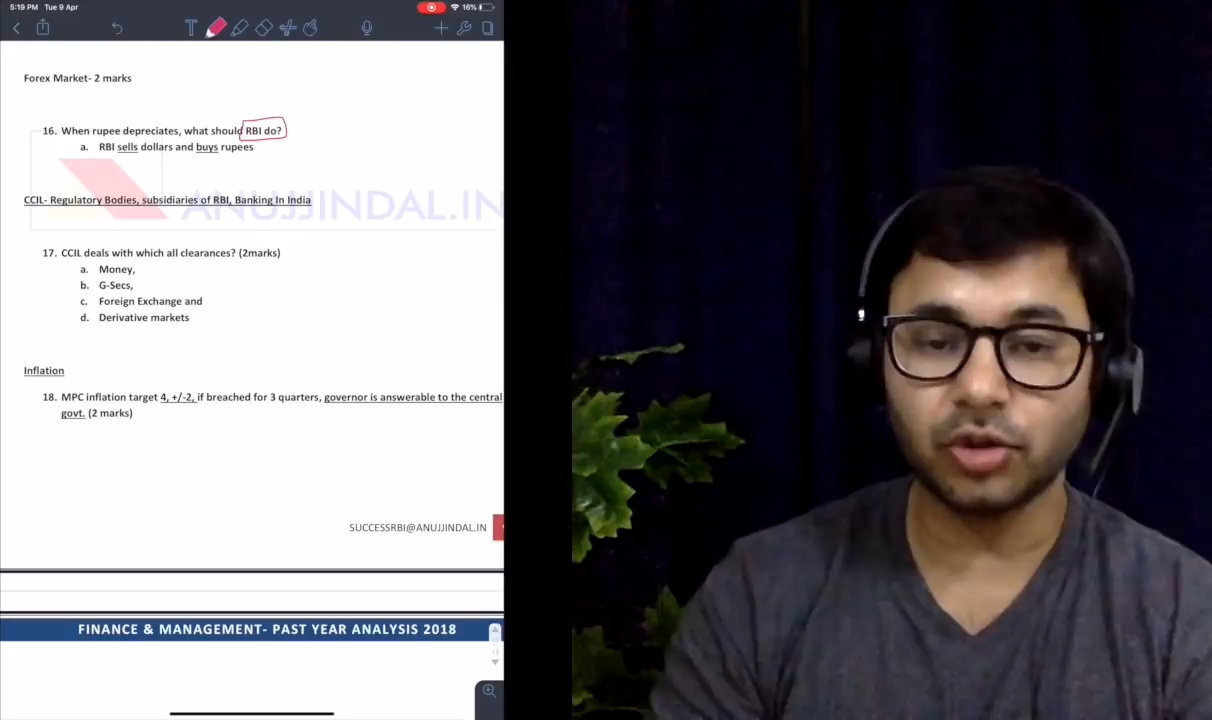 5:19 PM Tue 9 Apr
16%
Forex Market- 2 marks
16. When rupee depreciates, what should RBI do?
a. RBI sells dollars and buys rupees
ANUJJINDAL.IN
CCIL- Regulatory Bodies, subsidiaries of RBI, Banking In India
17. CCIL deals with which all clearances? (2marks)
a. Money,
b. G-Secs,
c. Foreign Exchange and
d. Derivative markets
Inflation
18. MPC inflation target 4, +/-2, if breached for 3 quarters, governor is answerable to the central
govt. (2 marks)
SUCCESSRBI@ANUJJINDAL.IN
FINANCE & MANAGEMENT- PAST YEAR ANALYSIS 2018